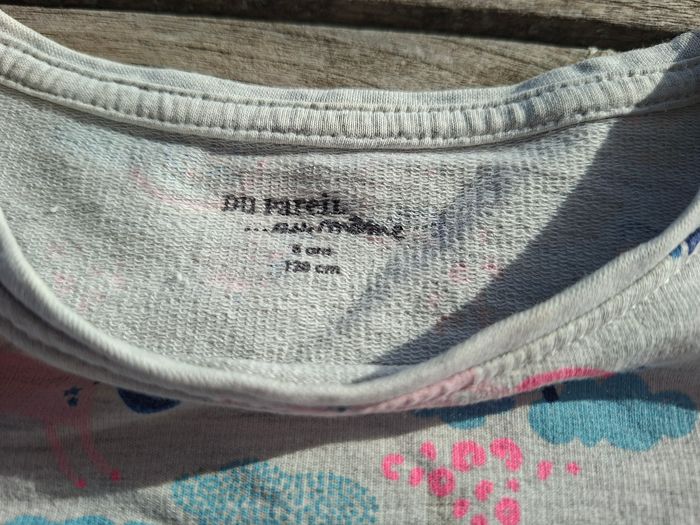 DU PAREIL
...au même
8 ans
128 cm